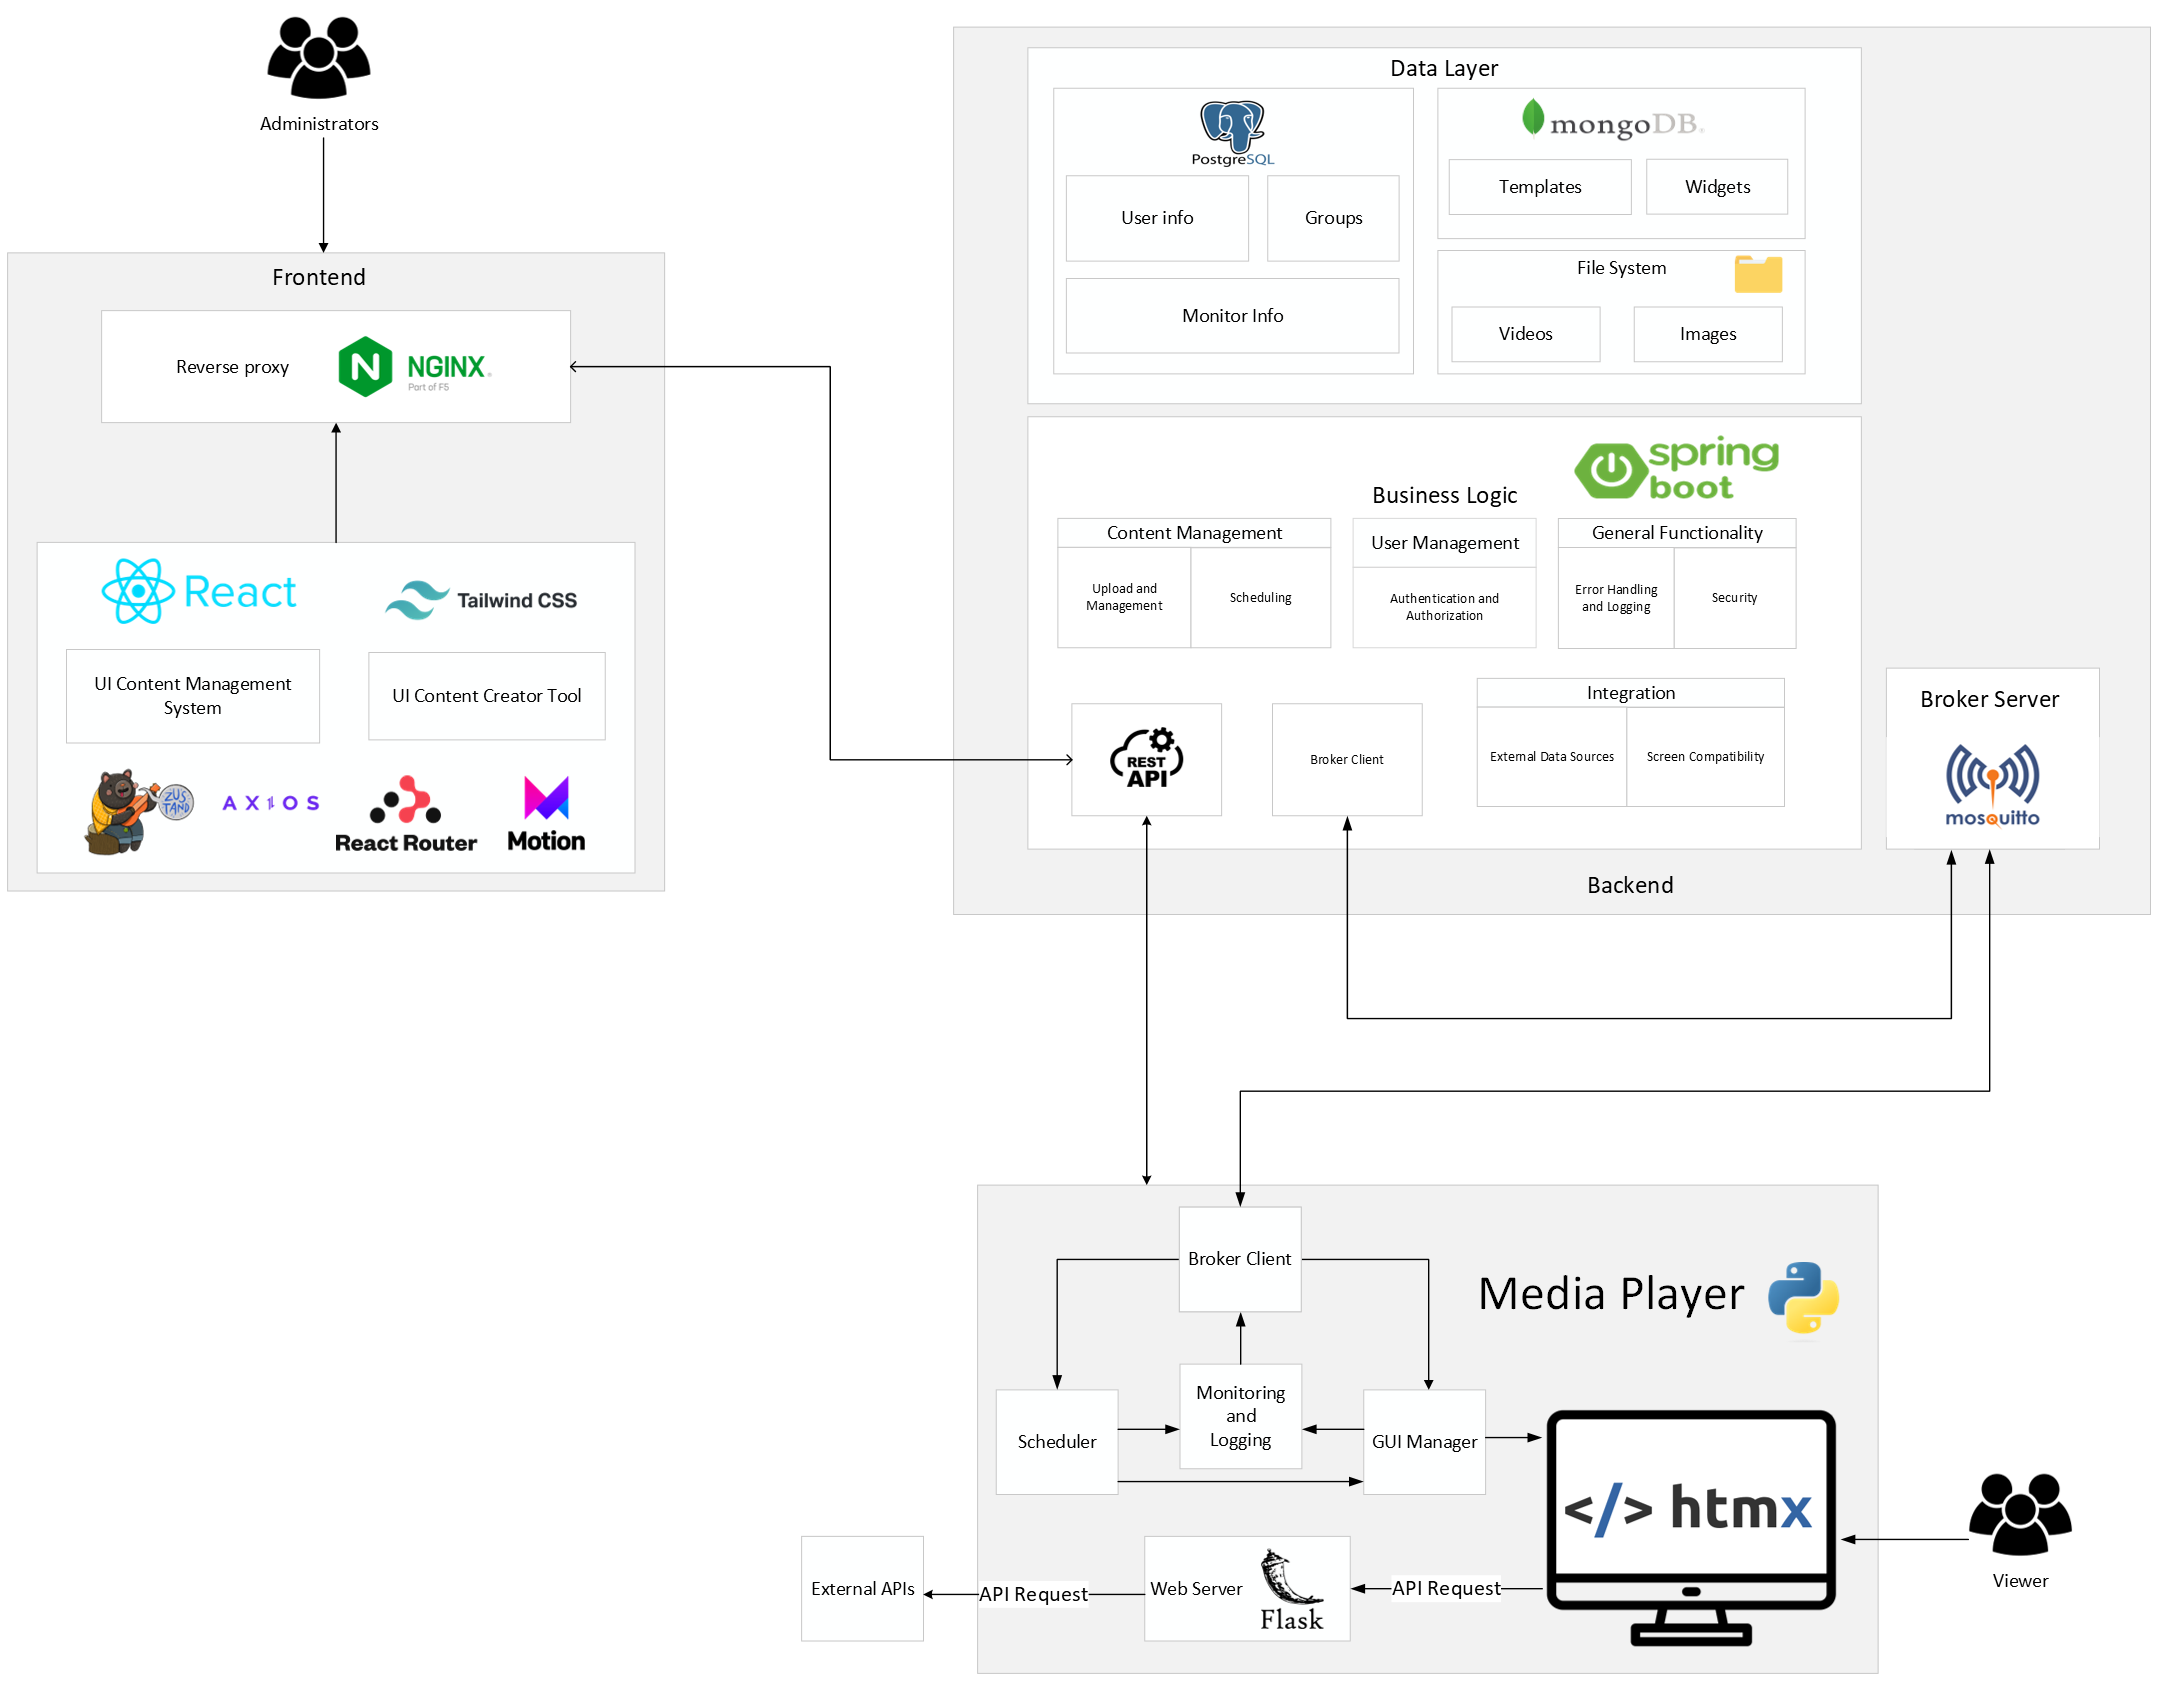 Administrators
Frontend
Reverse proxy
NGINX
Part of F5
React
Tailwind CSS
UI Content Management
System
UI Content Creator Tool
ZUS
TAND
AXIOS
React Router
Motion
Data Layer
PostgreSQL
User info
Groups
Monitor Info
mongoDB
Templates
Widgets
File System
Videos
Images
spring
boot
Business Logic
Content Management
Upload and
Management
Scheduling
User Management
Authentication and
Authorization
General Functionality
Error Handling
and Logging
Security
REST
API
Broker Client
Integration
External Data Sources
Screen Compatibility
Broker Server
mosquitto
Backend
Broker Client
Media Player
Monitoring
and
Logging
Scheduler
GUI Manager
</> htmx
Viewer
External APIs
API Request
Web Server
Flask
API Request